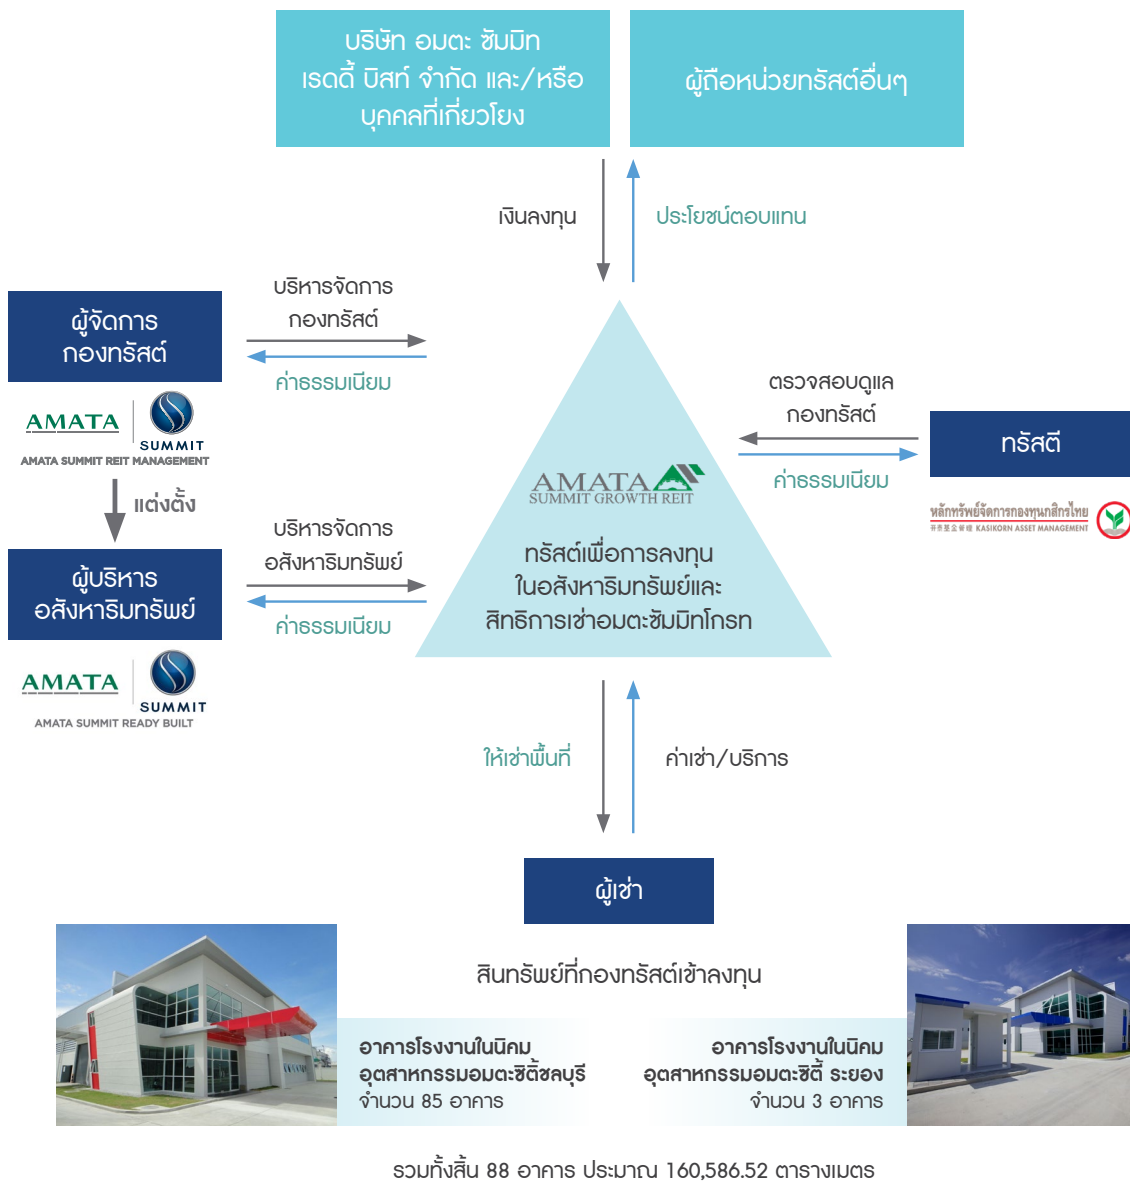 บริษัท อมตะ ซัมมิท
เรดดี้ บิลท์ จำกัด และ/หรือ
บุคคลที่เกี่ยวโยง
ผู้ถือหน่วยทรัสต์อื่นๆ
เงินลงทุน
ประโยชน์ตอบแทน
ผู้จัดการ
กองทรัสต์
บริหารจัดการ
กองทรัสต์
ค่าธรรมเนียม
AMATA
SUMMIT
AMATA SUMMIT REIT MANAGEMENT
แต่งตั้ง
ตรวจสอบดูแล
กองทรัสต์
ค่าธรรมเนียม
ทรัสตี
หลักทรัพย์จัดการกองทุนกสิกรไทย
KASIKORN ASSET MANAGEMENT
AMATA
SUMMIT GROWTH REIT
ทรัสต์เพื่อการลงทุน
ในอสังหาริมทรัพย์และ
สิทธิการเช่าอมตะซัมมิทโกรท
ผู้บริหาร
อสังหาริมทรัพย์
บริหารจัดการ
อสังหาริมทรัพย์
ค่าธรรมเนียม
AMATA
SUMMIT
AMATA SUMMIT READY BUILT
ให้เช่าพื้นที่
ค่าเช่า/บริการ
ผู้เช่า
สินทรัพย์ที่กองทรัสต์เข้าลงทุน
อาคารโรงงานในนิคม
อุตสาหกรรมอมตะซิตี้ชลบุรี
จำนวน 85 อาคาร
อาคารโรงงานในนิคม
อุตสาหกรรมอมตะซิตี้ ระยอง
จำนวน 3 อาคาร
รวมทั้งสิ้น 88 อาคาร ประมาณ 160,586.52 ตารางเมตร